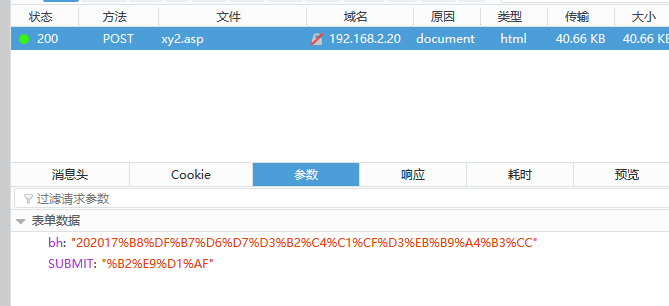 状态 方法 文件 域名 原因 类型 传输 大小
200 POST xy2.asp 192.168.2.20 document html 40.66 KB 40.66 KB
消息头 Cookie 参数 响应 耗时 预览
过滤请求参数
表单数据
bh: "202017%B8%DF%B7%D6%D7%D3%B2%C4%C1%CF%D3%EB%B9%A4%B3%CC"
SUBMIT: "%B2%E9%D1%AF"